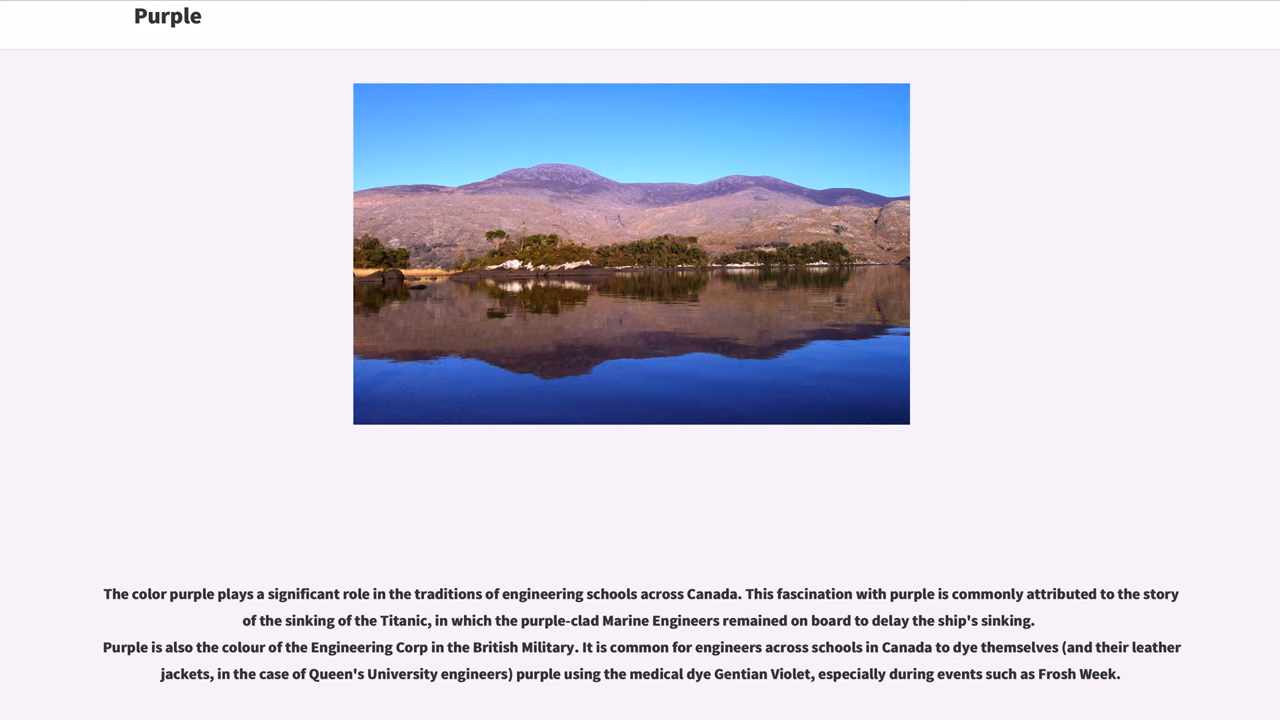 Purple
The color purple plays a significant role in the traditions of engineering schools across Canada. This fascination with purple is commonly attributed to the story
of the sinking of the Titanic, in which the purple-clad Marine Engineers remained on board to delay the ship's sinking.
Purple is also the colour of the Engineering Corp in the British Military. It is common for engineers across schools in Canada to dye themselves (and their leather
jackets, in the case of Queen's University engineers) purple using the medical dye Gentian Violet, especially during events such as Frosh Week.